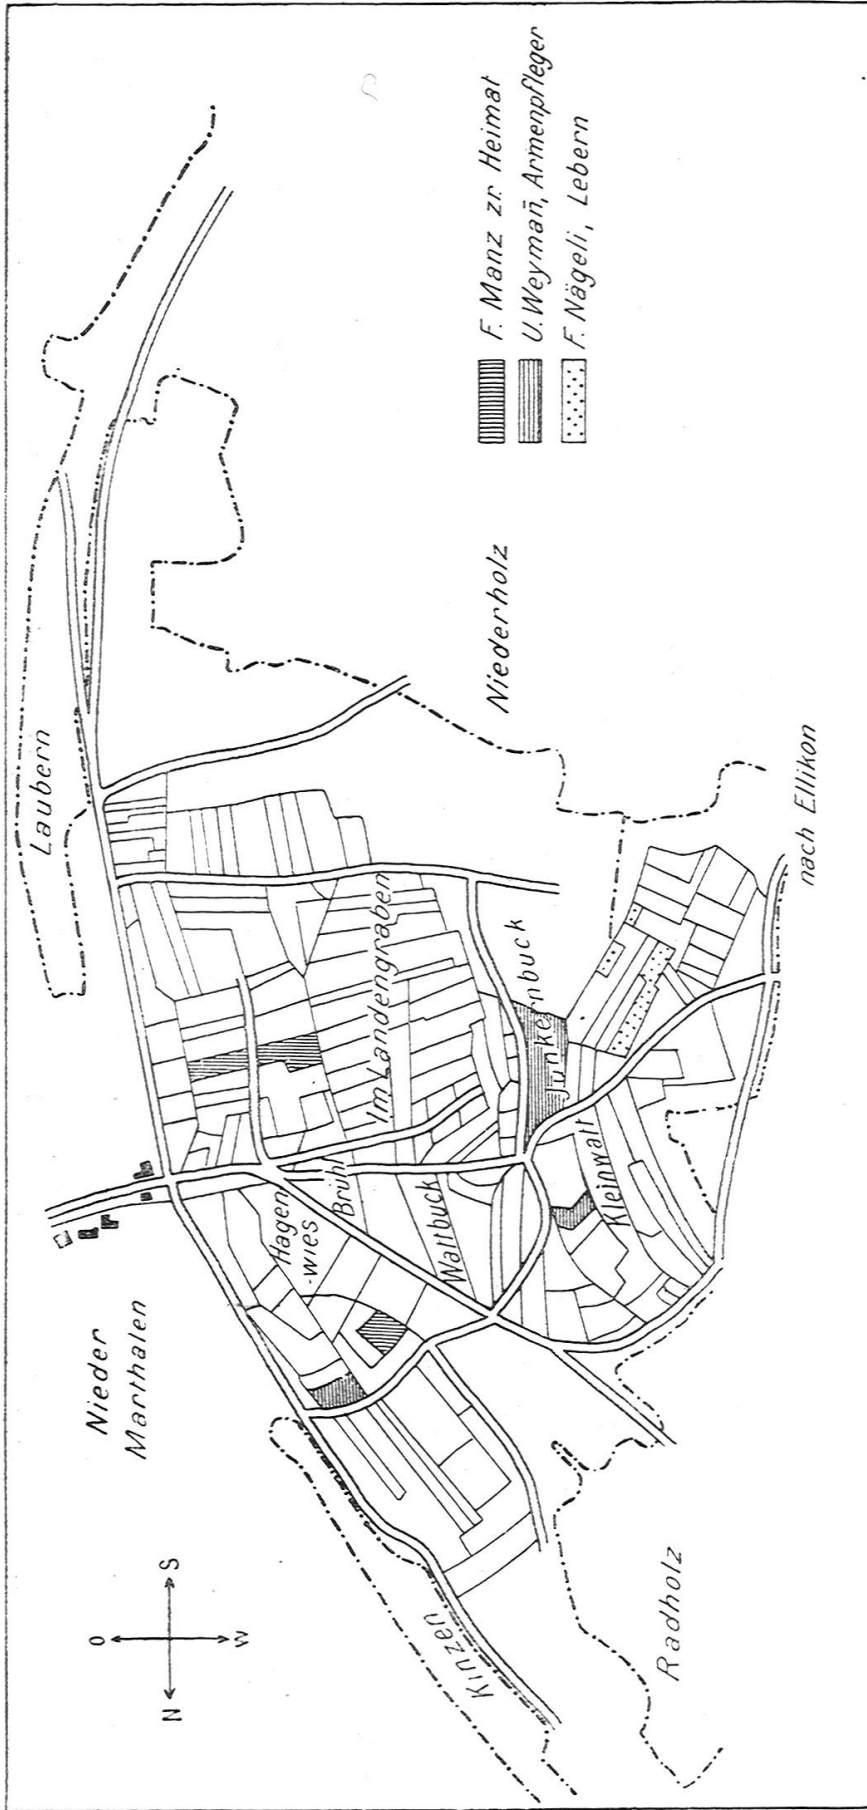 F. Manz zr. Heimat
U. Weymañ, Armenpfleger
F. Nägeli, Lebern
Laubern
Niederholz
nach Ellikon
Im Landengraben
Junkernbuck
Nieder
Marthalen
Hagen
-wies
Brühl
Wattbuck
Kleinwatt
Kinzen
Radholz
O
N
S
W